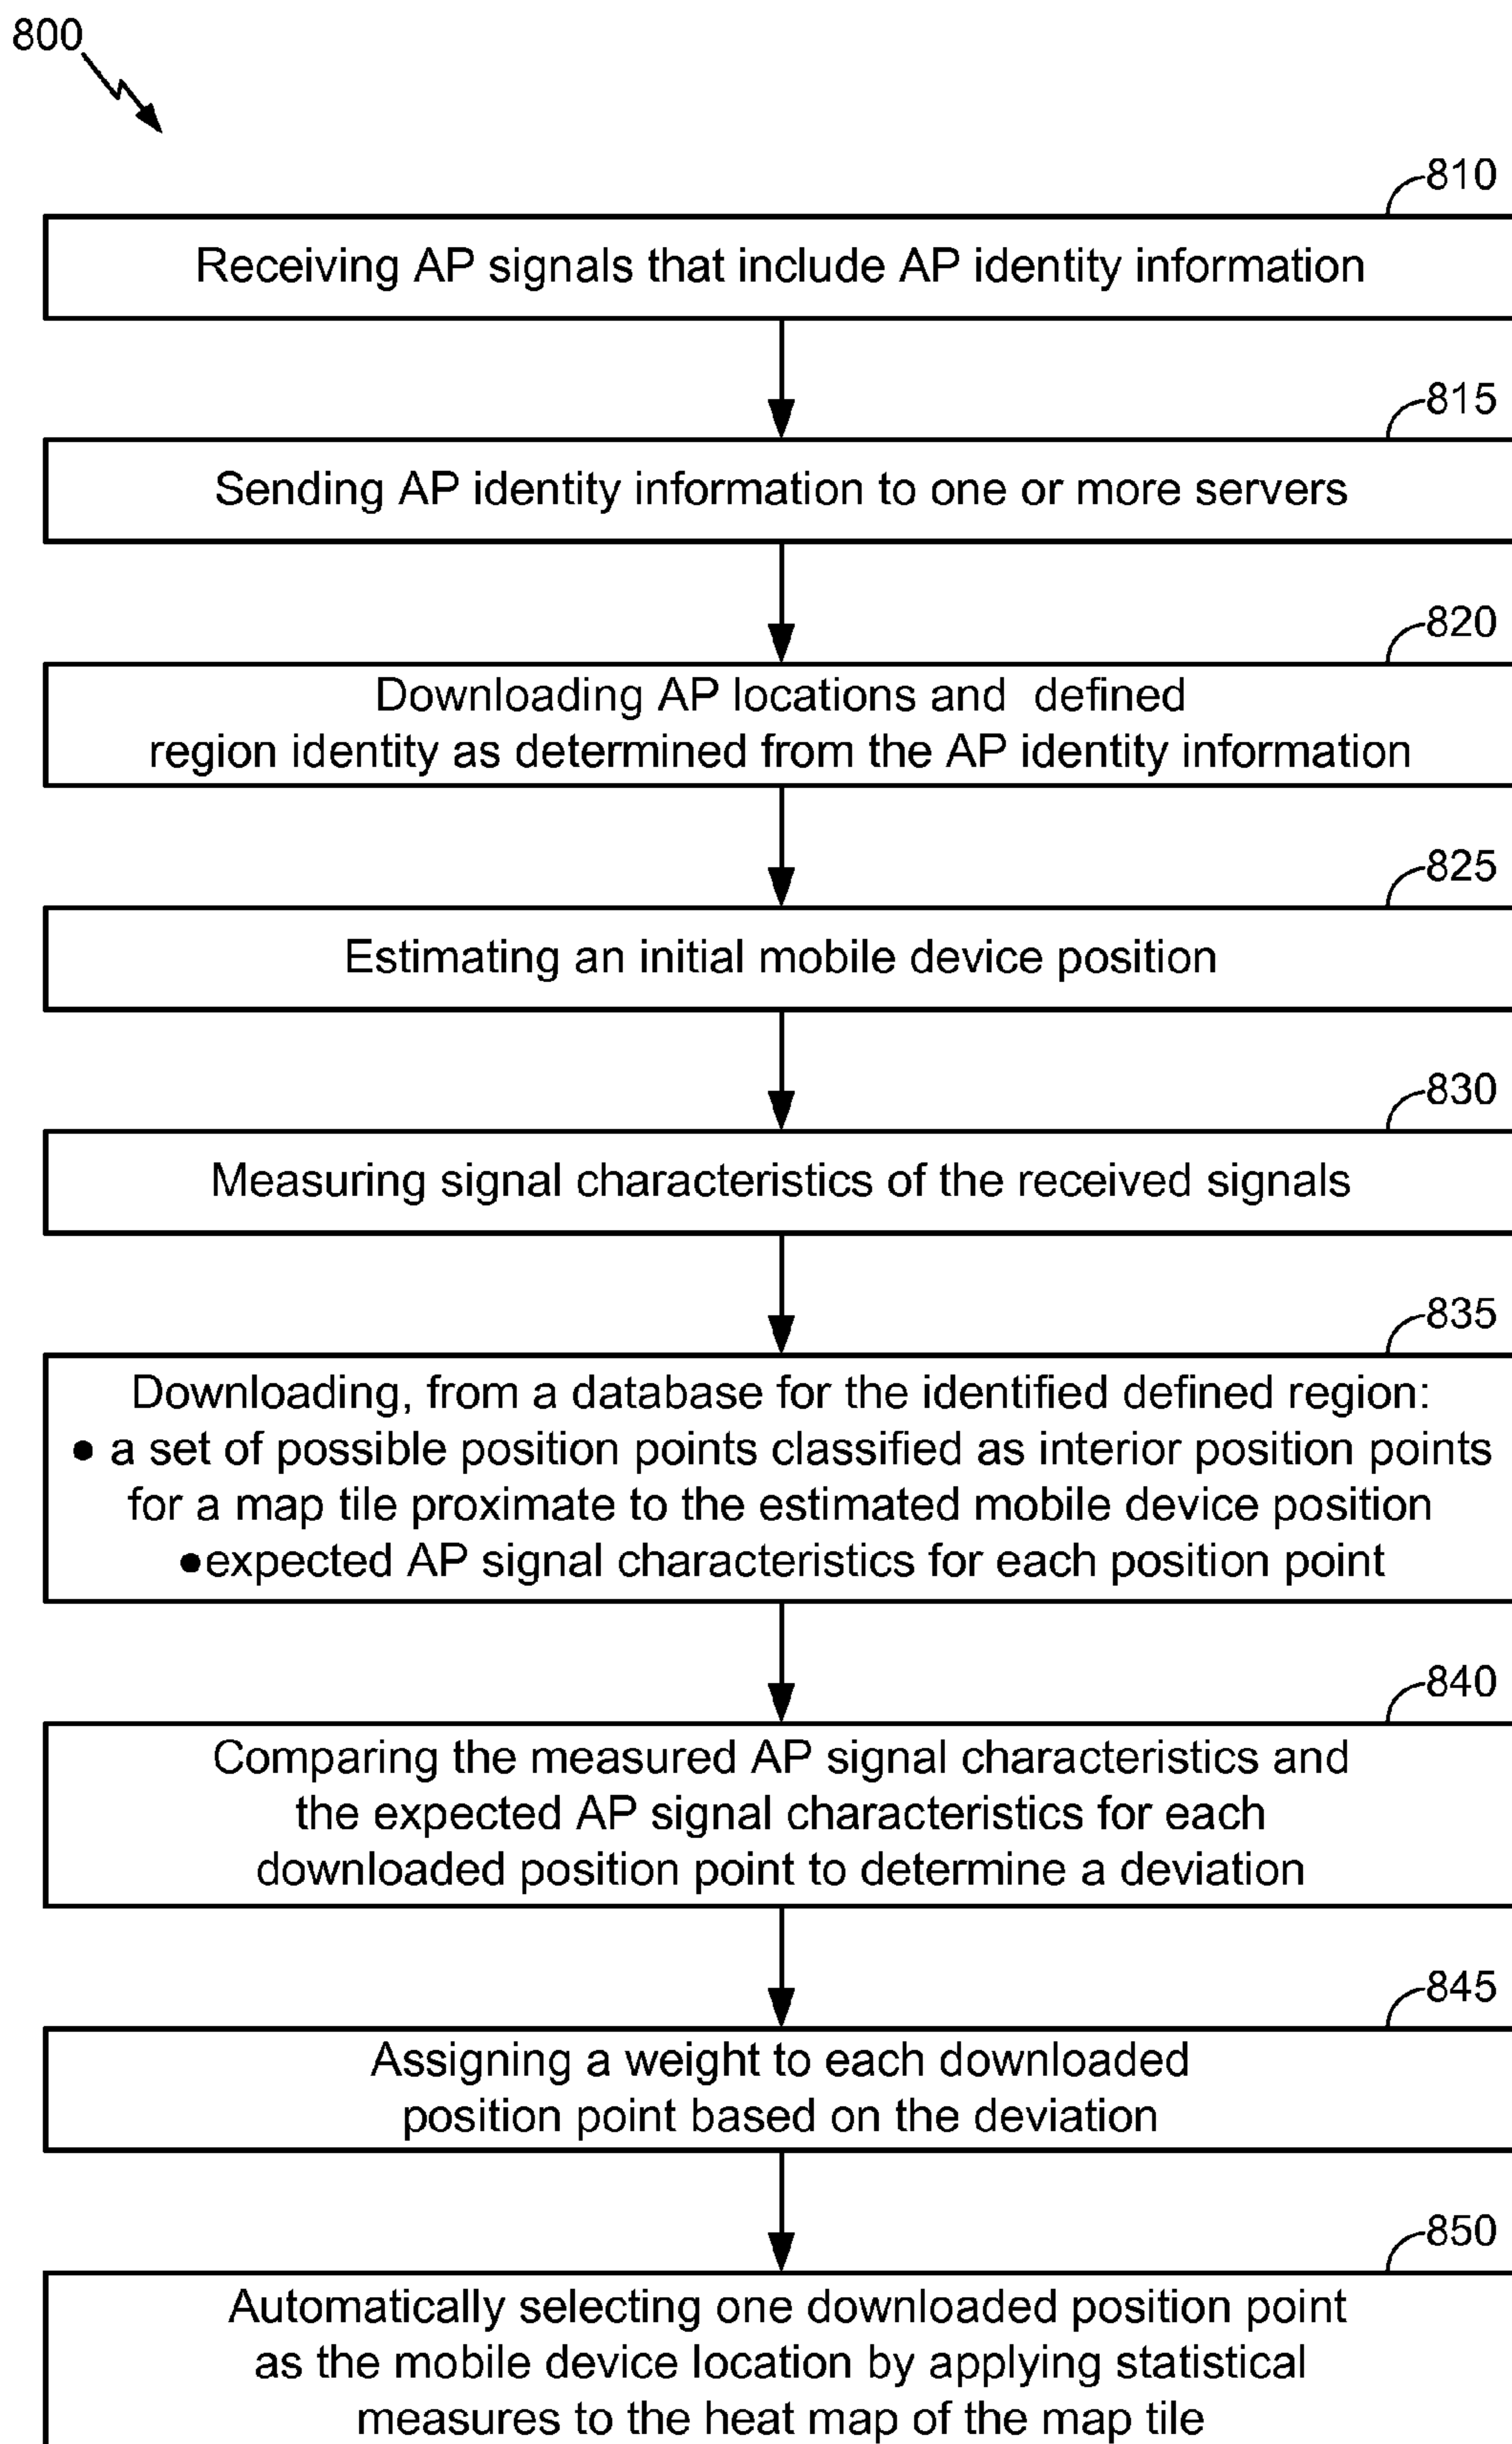 800
810
Receiving AP signals that include AP identity information
815
Sending AP identity information to one or more servers
820
Downloading AP locations and defined
region identity as determined from the AP identity information
825
Estimating an initial mobile device position
830
Measuring signal characteristics of the received signals
835
Downloading, from a database for the identified defined region:
• a set of possible position points classified as interior position points
for a map tile proximate to the estimated mobile device position
•expected AP signal characteristics for each position point
840
Comparing the measured AP signal characteristics and
the expected AP signal characteristics for each
downloaded position point to determine a deviation
845
Assigning a weight to each downloaded
position point based on the deviation
850
Automatically selecting one downloaded position point
as the mobile device location by applying statistical
measures to the heat map of the map tile